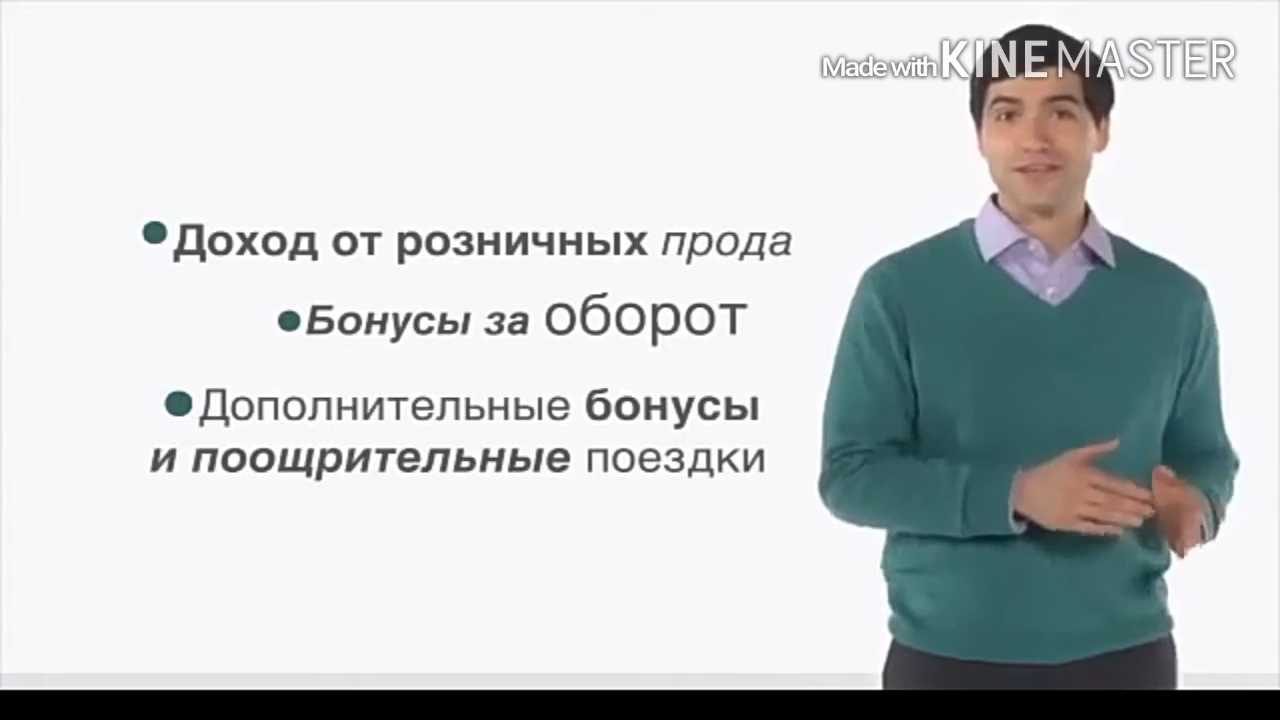 Made with KINEMASTER
Доход от розничных прода
Бонусы за оборот
Дополнительные бонусы
и поощрительные поездки